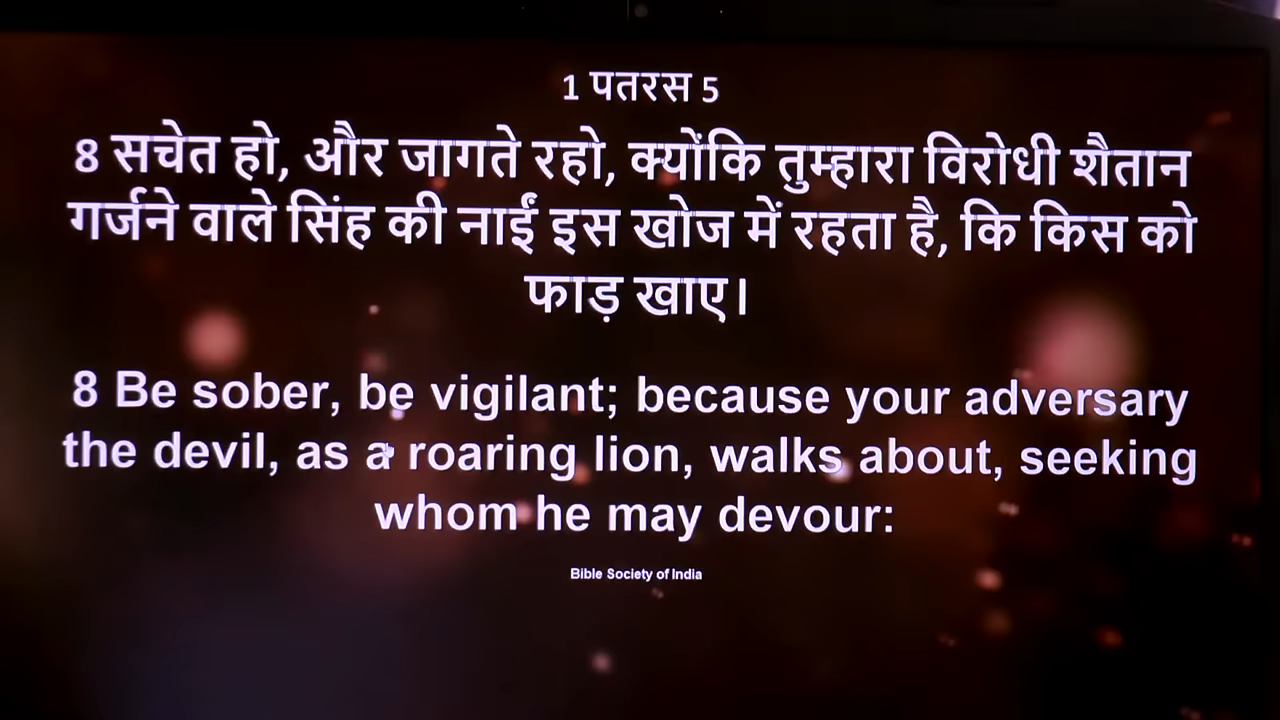 1 पतरस 5
8 सचेत हो, और जागते रहो, क्योंकि तुम्हारा विरोधी शैतान
गर्जने वाले सिंह की नाईं इस खोज में रहता है, कि किस को
फाड़ खाए।
8 Be sober, be vigilant; because your adversary
the devil, as a roaring lion, walks about, seeking
whom he may devour:
Bible Society of India